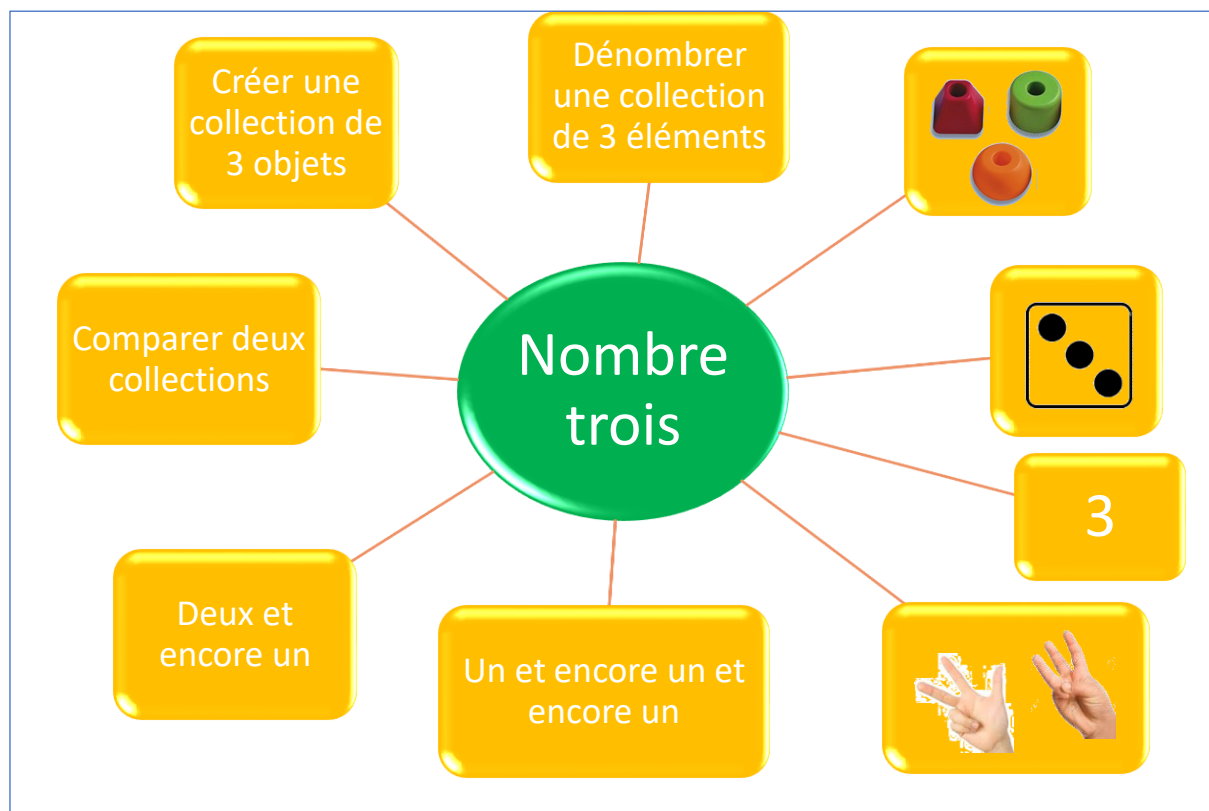 Créer une
collection de
3 objets
Dénombrer
une collection
de 3 éléments
Comparer deux
collections
Nombre
trois
3
Deux et
encore un
Un et encore un et
encore un